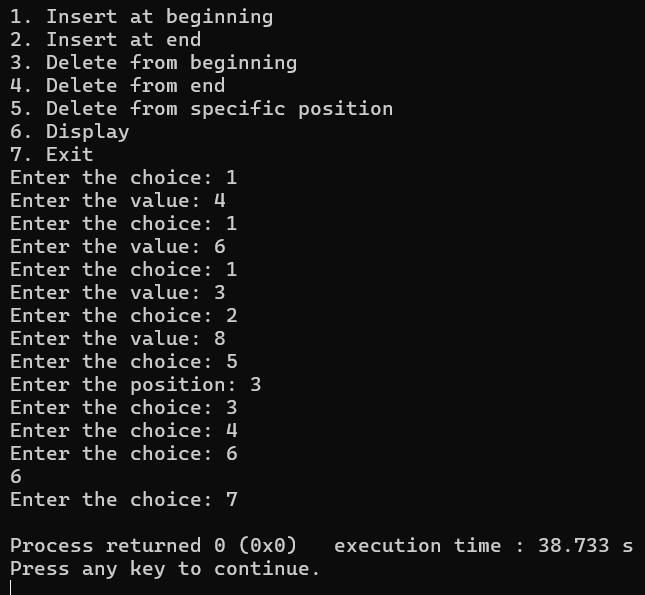 1. Insert at beginning
2. Insert at end
3. Delete from beginning
4. Delete from end
5. Delete from specific position
6. Display
7. Exit
Enter the choice: 1
Enter the value: 4
Enter the choice: 1
Enter the value: 6
Enter the choice: 1
Enter the value: 3
Enter the choice: 2
Enter the value: 8
Enter the choice: 5
Enter the position: 3
Enter the choice: 3
Enter the choice: 4
Enter the choice: 6
6
Enter the choice: 7

Process returned 0 (0x0)   execution time : 38.733 s
Press any key to continue.